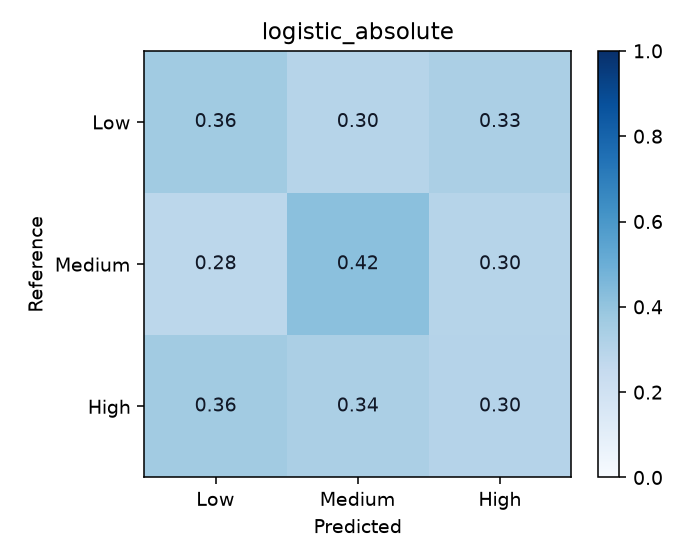 logistic_absolute
1.0
0.8
0.6
0.4
0.2
0.0
Reference
Low 0.36 0.30 0.33
Medium 0.28 0.42 0.30
High 0.36 0.34 0.30
Low Medium High
Predicted